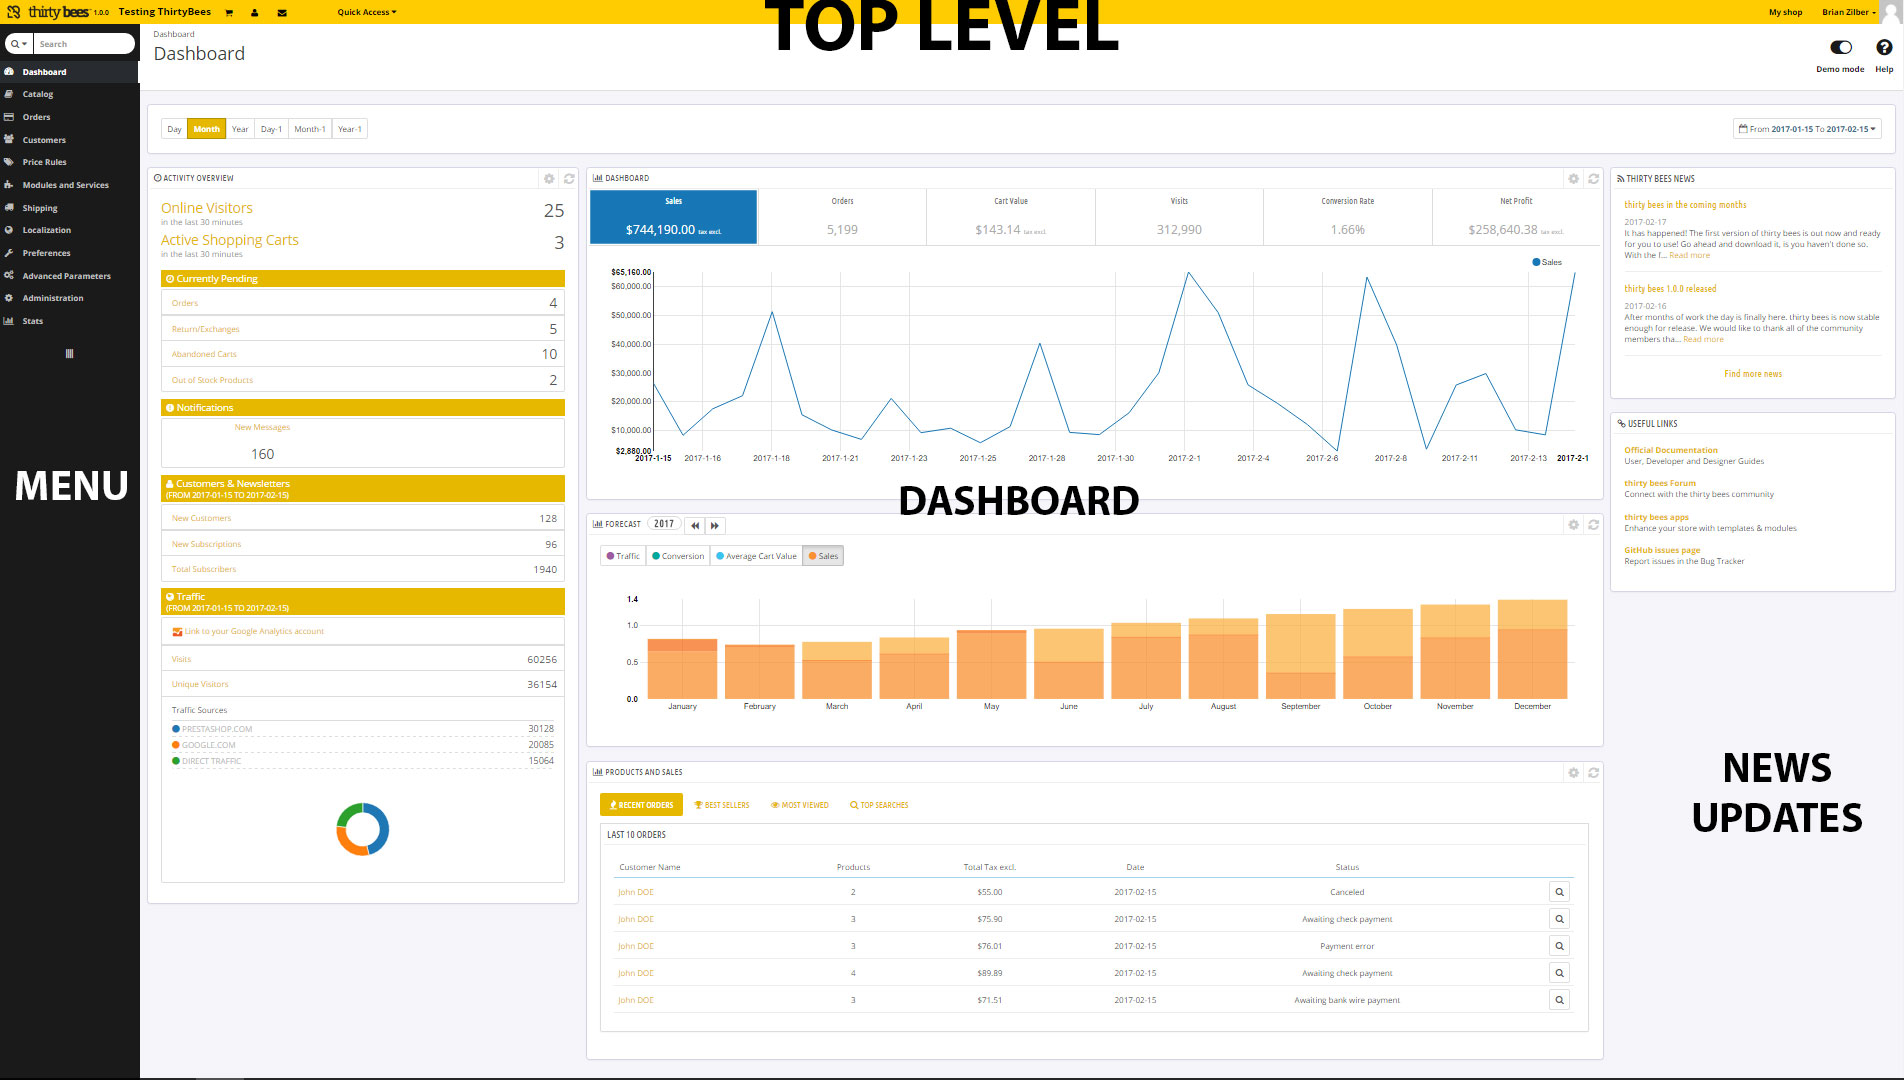 thirty bees 1.0.0 Testing ThirtyBees Quick Access My shop Brian Zilber
TOP LEVEL
Search
Dashboard
Catalog
Orders
Customers
Price Rules
Modules and Services
Shipping
Localization
Preferences
Advanced Parameters
Administration
Stats
MENU
Dashboard
Dashboard
Demo mode Help
Day Month Year Day-1 Month-1 Year-1
From 2017-01-15 To 2017-02-15
ACTIVITY OVERVIEW
Online Visitors 25
in the last 30 minutes
Active Shopping Carts 3
in the last 30 minutes
Currently Pending
Orders 4
Return/Exchanges 5
Abandoned Carts 10
Out of Stock Products 2
Notifications
New Messages
160
Customers & Newsletters
(FROM 2017-01-15 TO 2017-02-15)
New Customers 128
New Subscriptions 96
Total Subscribers 1940
Traffic
(FROM 2017-01-15 TO 2017-02-15)
Link to your Google Analytics account
Visits 60256
Unique Visitors 36154
Traffic Sources
PRESTASHOP.COM 30128
GOOGLE.COM 20085
DIRECT TRAFFIC 15064
DASHBOARD
Sales Orders Cart Value Visits Conversion Rate Net Profit
$744,190.00 tax excl. 5,199 $143.14 tax excl. 312,990 1.66% $258,640.38 tax excl.
Sales
$65,160.00
$60,000.00
$50,000.00
$40,000.00
$30,000.00
$20,000.00
$10,000.00
$2,880.00
2017-1-15 2017-1-16 2017-1-18 2017-1-21 2017-1-23 2017-1-25 2017-1-28 2017-1-30 2017-2-1 2017-2-4 2017-2-6 2017-2-8 2017-2-11 2017-2-13 2017-2-1
DASHBOARD
FORECAST 2017
Traffic Conversion Average Cart Value Sales
1.4
1.0
0.5
0.0
January February March April May June July August September October November December
PRODUCTS AND SALES
RECENT ORDERS BEST SELLERS MOST VIEWED TOP SEARCHES
LAST 10 ORDERS
Customer Name Products Total Tax excl. Date Status
John DOE 2 $55.00 2017-02-15 Canceled
John DOE 3 $75.90 2017-02-15 Awaiting check payment
John DOE 3 $76.01 2017-02-15 Payment error
John DOE 4 $89.89 2017-02-15 Awaiting check payment
John DOE 3 $71.51 2017-02-15 Awaiting bank wire payment
THIRTY BEES NEWS
thirty bees in the coming months
2017-02-17
It has happened! The first version of thirty bees is out now and ready
for you to use! Go ahead and download it, is you haven't done so.
With the f... Read more
thirty bees 1.0.0 released
2017-02-16
After months of work the day is finally here. thirty bees is now stable
enough for release. We would like to thank all of the community
members tha... Read more
Find more news
USEFUL LINKS
Official Documentation
User, Developer and Designer Guides
thirty bees Forum
Connect with the thirty bees community
thirty bees apps
Enhance your store with templates & modules
GitHub issues page
Report issues in the Bug Tracker
NEWS
UPDATES